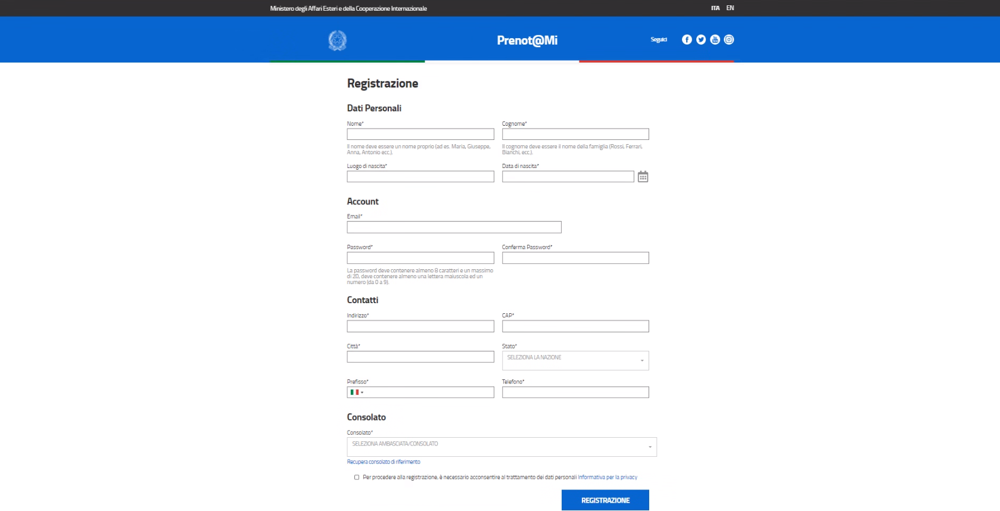 Ministero degli Affari Esteri e della Cooperazione Internazionale
ITA EN
Prenot@Mi
Seguici
Registrazione
Dati Personali
Nome* Cognome*
Il nome deve essere un nome proprio (ad es. Maria, Giuseppe,
Anna, Antonio ecc.).
Il cognome deve essere il nome della famiglia (Rossi, Ferrari,
Bianchi, ecc.).
Luogo di nascita* Data di nascita*
Account
Email*
Password* Conferma Password*
La password deve contenere almeno 8 caratteri e un massimo
di 20, deve contenere almeno una lettera maiuscola ed un
numero (da 0 a 9).
Contatti
Indirizzo* CAP*
Città* Stato*
SELEZIONA LA NAZIONE
Prefisso* Telefono*
Consolato
Consolato*
SELEZIONA AMBASCIATA/CONSOLATO
Recupera consolato di riferimento
Per procedere alla registrazione, è necessario acconsentire al trattamento dei dati personali Informativa per la privacy
REGISTRAZIONE